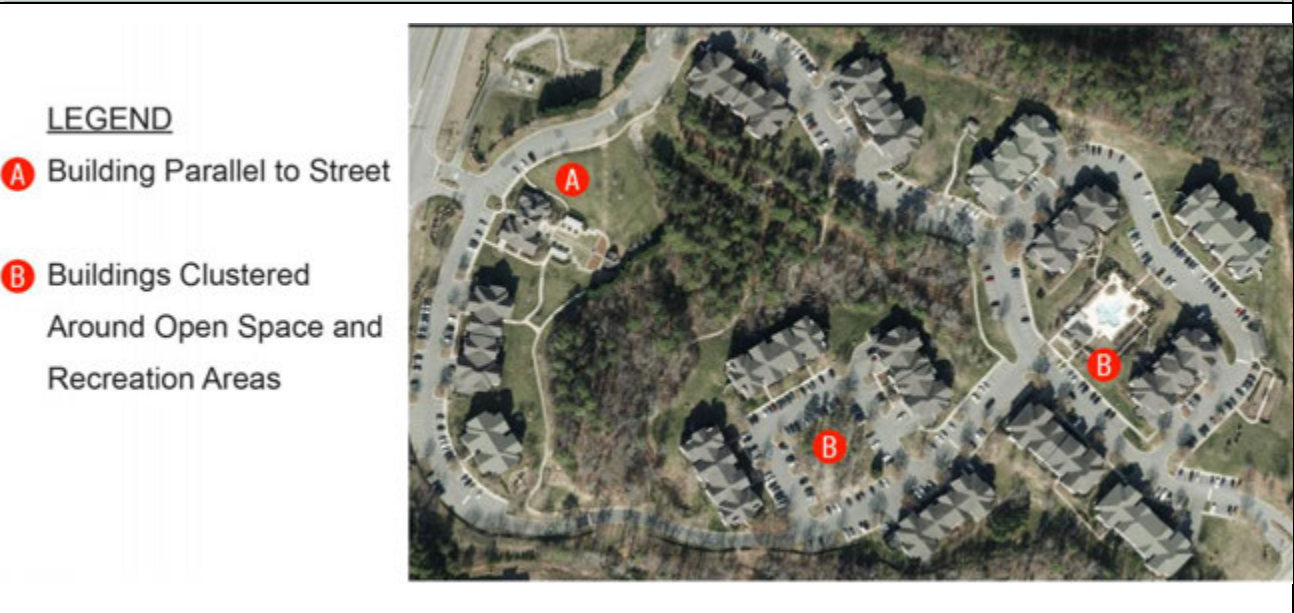 LEGEND
A Building Parallel to Street
B Buildings Clustered
Around Open Space and
Recreation Areas
A
B
B